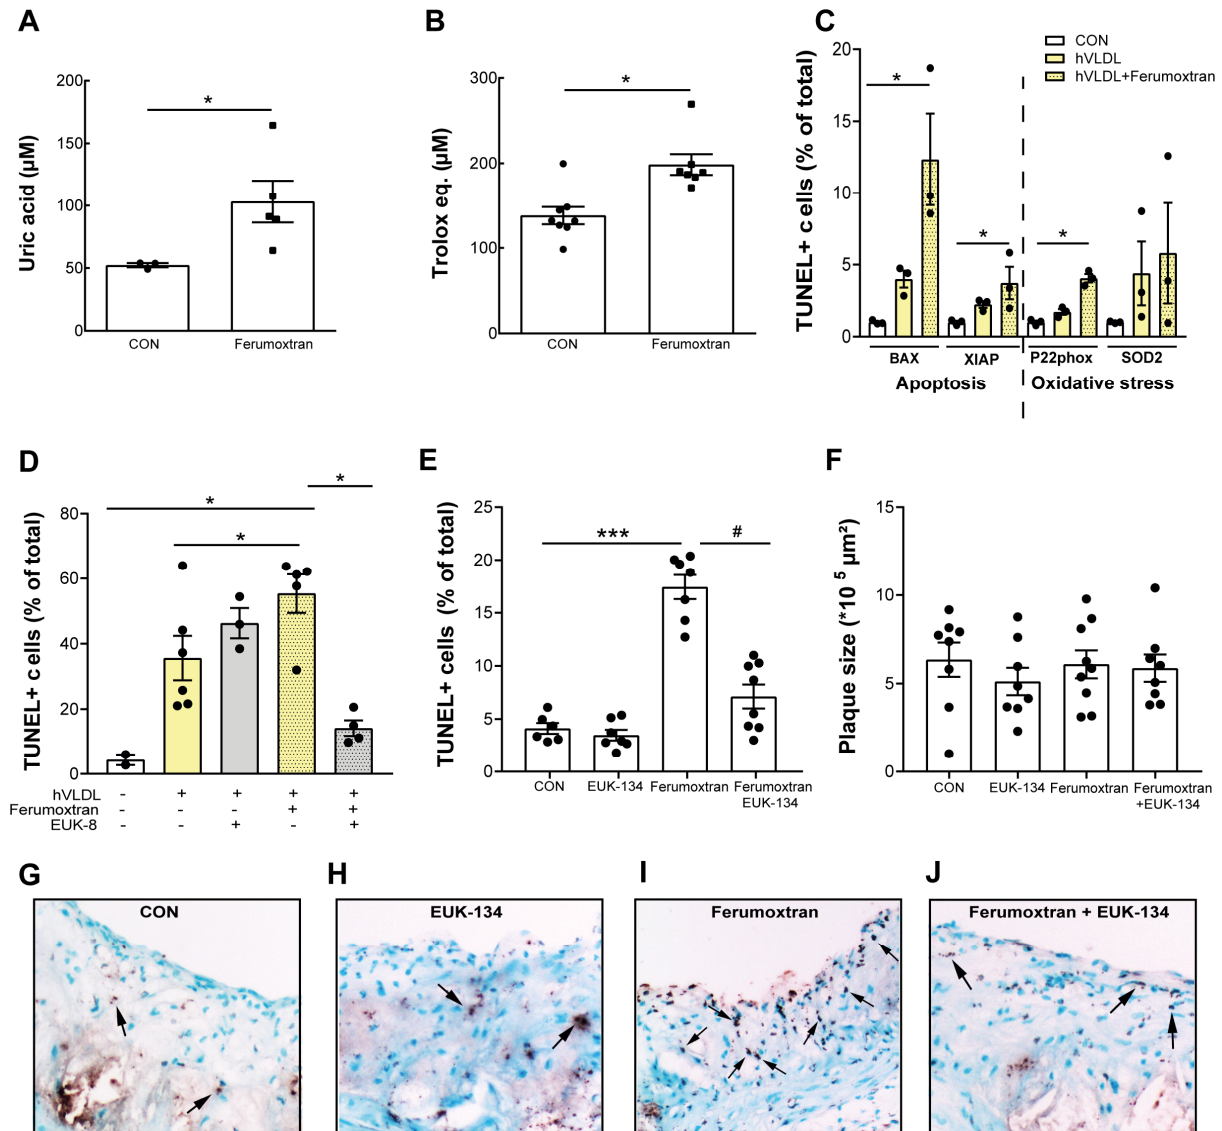 A
Uric acid (µM)
200
150
100
50
0
*
CON
Ferumoxtran
B
Trolox eq. (µM)
300
200
100
0
*
CON
Ferumoxtran
C
TUNEL+ c ells (% of total)
20
15
10
5
0
CON
hVLDL
hVLDL+Ferumoxtran
*
*
*
BAX
XIAP
P22phox
SOD2
Apoptosis
Oxidative stress
D
TUNEL+ cells (% of total)
80
60
40
20
0
*
*
*
hVLDL - + + + +
Ferumoxtran - - - + +
EUK-8 - - + - +
E
TUNEL+ cells (% of total)
25
20
15
10
5
0
***
#
CON
EUK-134
Ferumoxtran
Ferumoxtran
EUK-134
F
Plaque size (*10 5 µm²)
15
10
5
0
CON
EUK-134
Ferumoxtran
Ferumoxtran
+EUK-134
G
CON
H
EUK-134
I
Ferumoxtran
J
Ferumoxtran + EUK-134